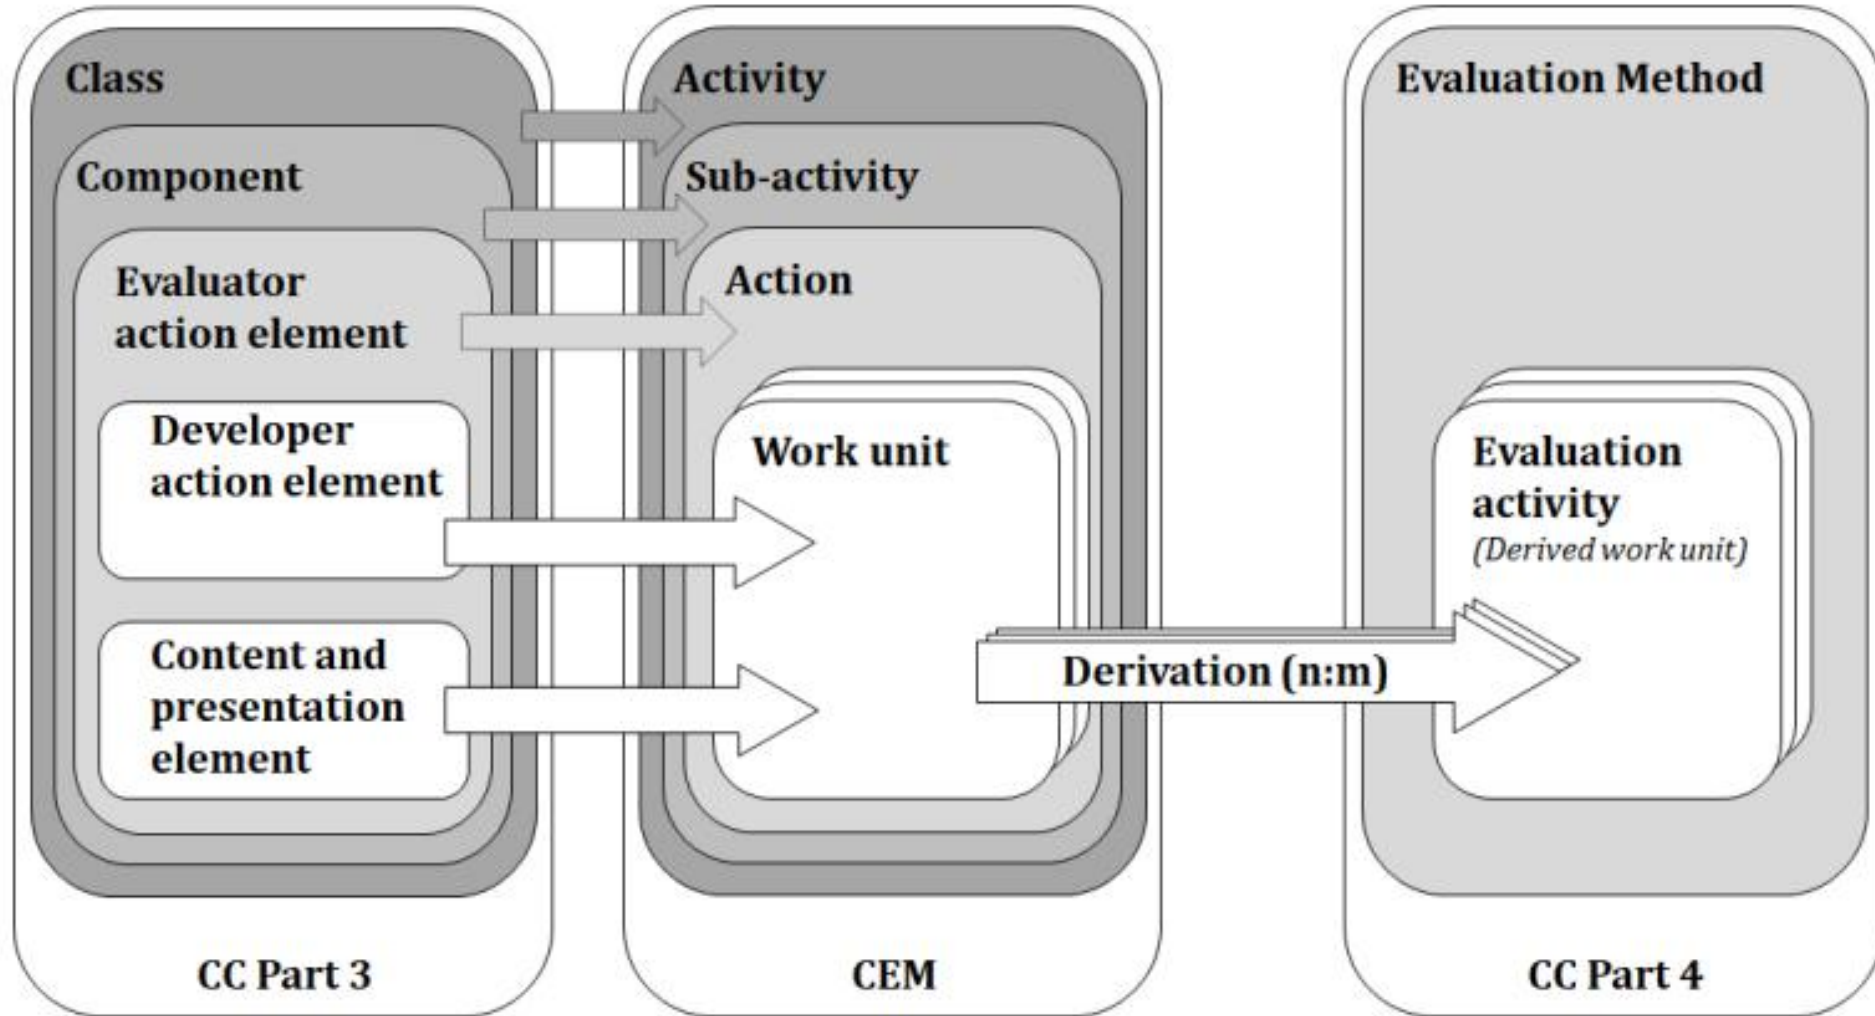 Class
Component
Evaluator
action element
Developer
action element
Content and
presentation
element
CC Part 3
Activity
Sub-activity
Action
Work unit
Derivation (n:m)
CEM
Evaluation Method
Evaluation
activity
(Derived work unit)
CC Part 4